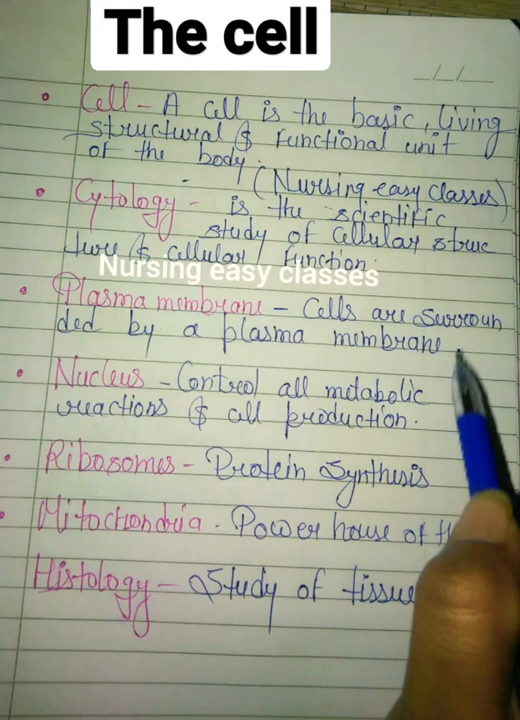 The cell
Cell - A cell is the basic, living
structural & functional unit
of the body.
(Nursing easy classes)
Cytology - is the scientific
study of cellular struc
ture & cellular function.
Nursing easy classes
Plasma membrane - Cells are surroun
ded by a plasma membrane
Nucleus - Control all metabolic
reactions & all production.
Ribosomes - Protein Synthesis
Mitochondria - Power house of
Histology - Study of tissue